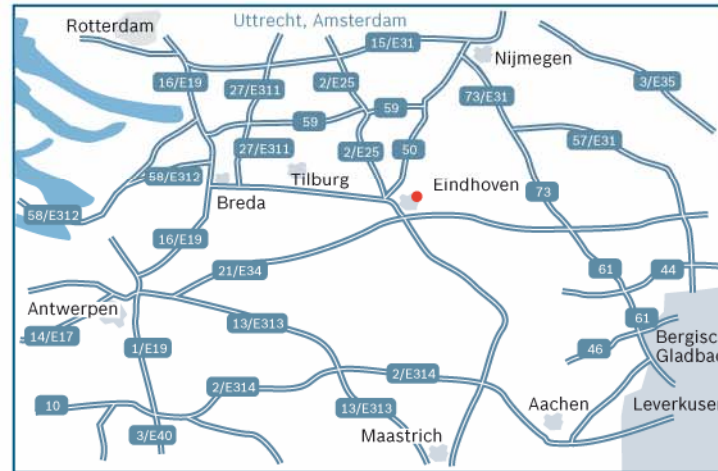 Uttrecht, Amsterdam
Rotterdam
15/E31
Nijmegen
16/E19
27/E311
2/E25
3/E35
73/E31
59
59
57/E31
27/E311
2/E25
50
58/E312
Tilburg
Eindhoven
73
Breda
58/E312
16/E19
21/E34
61
44
Antwerpen
13/E313
61
14/E17
1/E19
46
Bergisc
Gladba
2/E314
2/E314
10
13/E313
Aachen
Leverkuse
3/E40
Maastrich